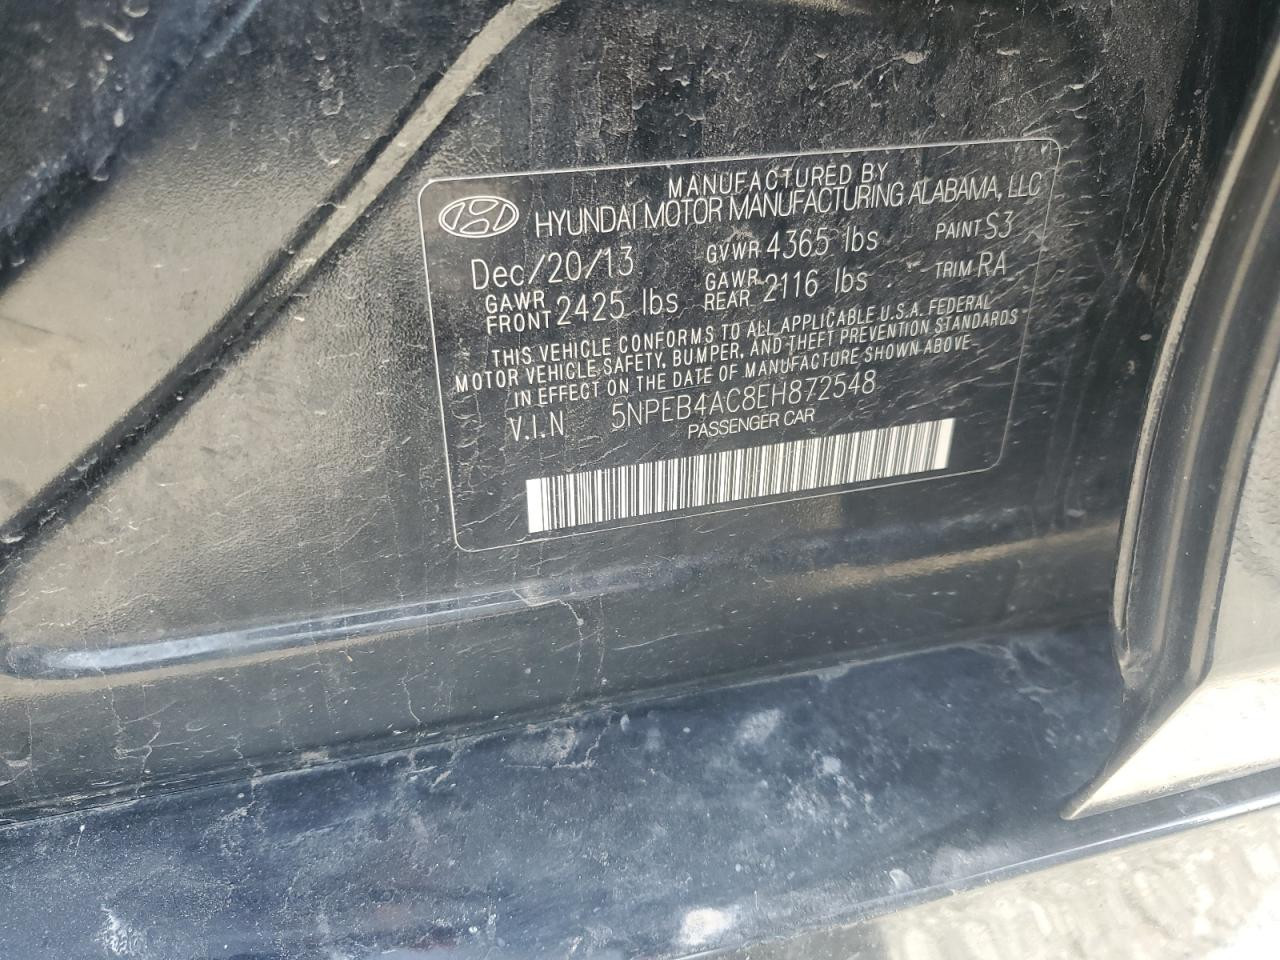 MANUFACTURED BY
HYUNDAI MOTOR MANUFACTURING ALABAMA, LLC
Dec/20/13 GVWR 4365 lbs PAINT S3
GAWR FRONT 2425 lbs GAWR REAR 2116 lbs TRIM RA
THIS VEHICLE CONFORMS TO ALL APPLICABLE U.S.A. FEDERAL
MOTOR VEHICLE SAFETY, BUMPER, AND THEFT PREVENTION STANDARDS
IN EFFECT ON THE DATE OF MANUFACTURE SHOWN ABOVE
V.I.N 5NPEB4AC8EH872548
PASSENGER CAR